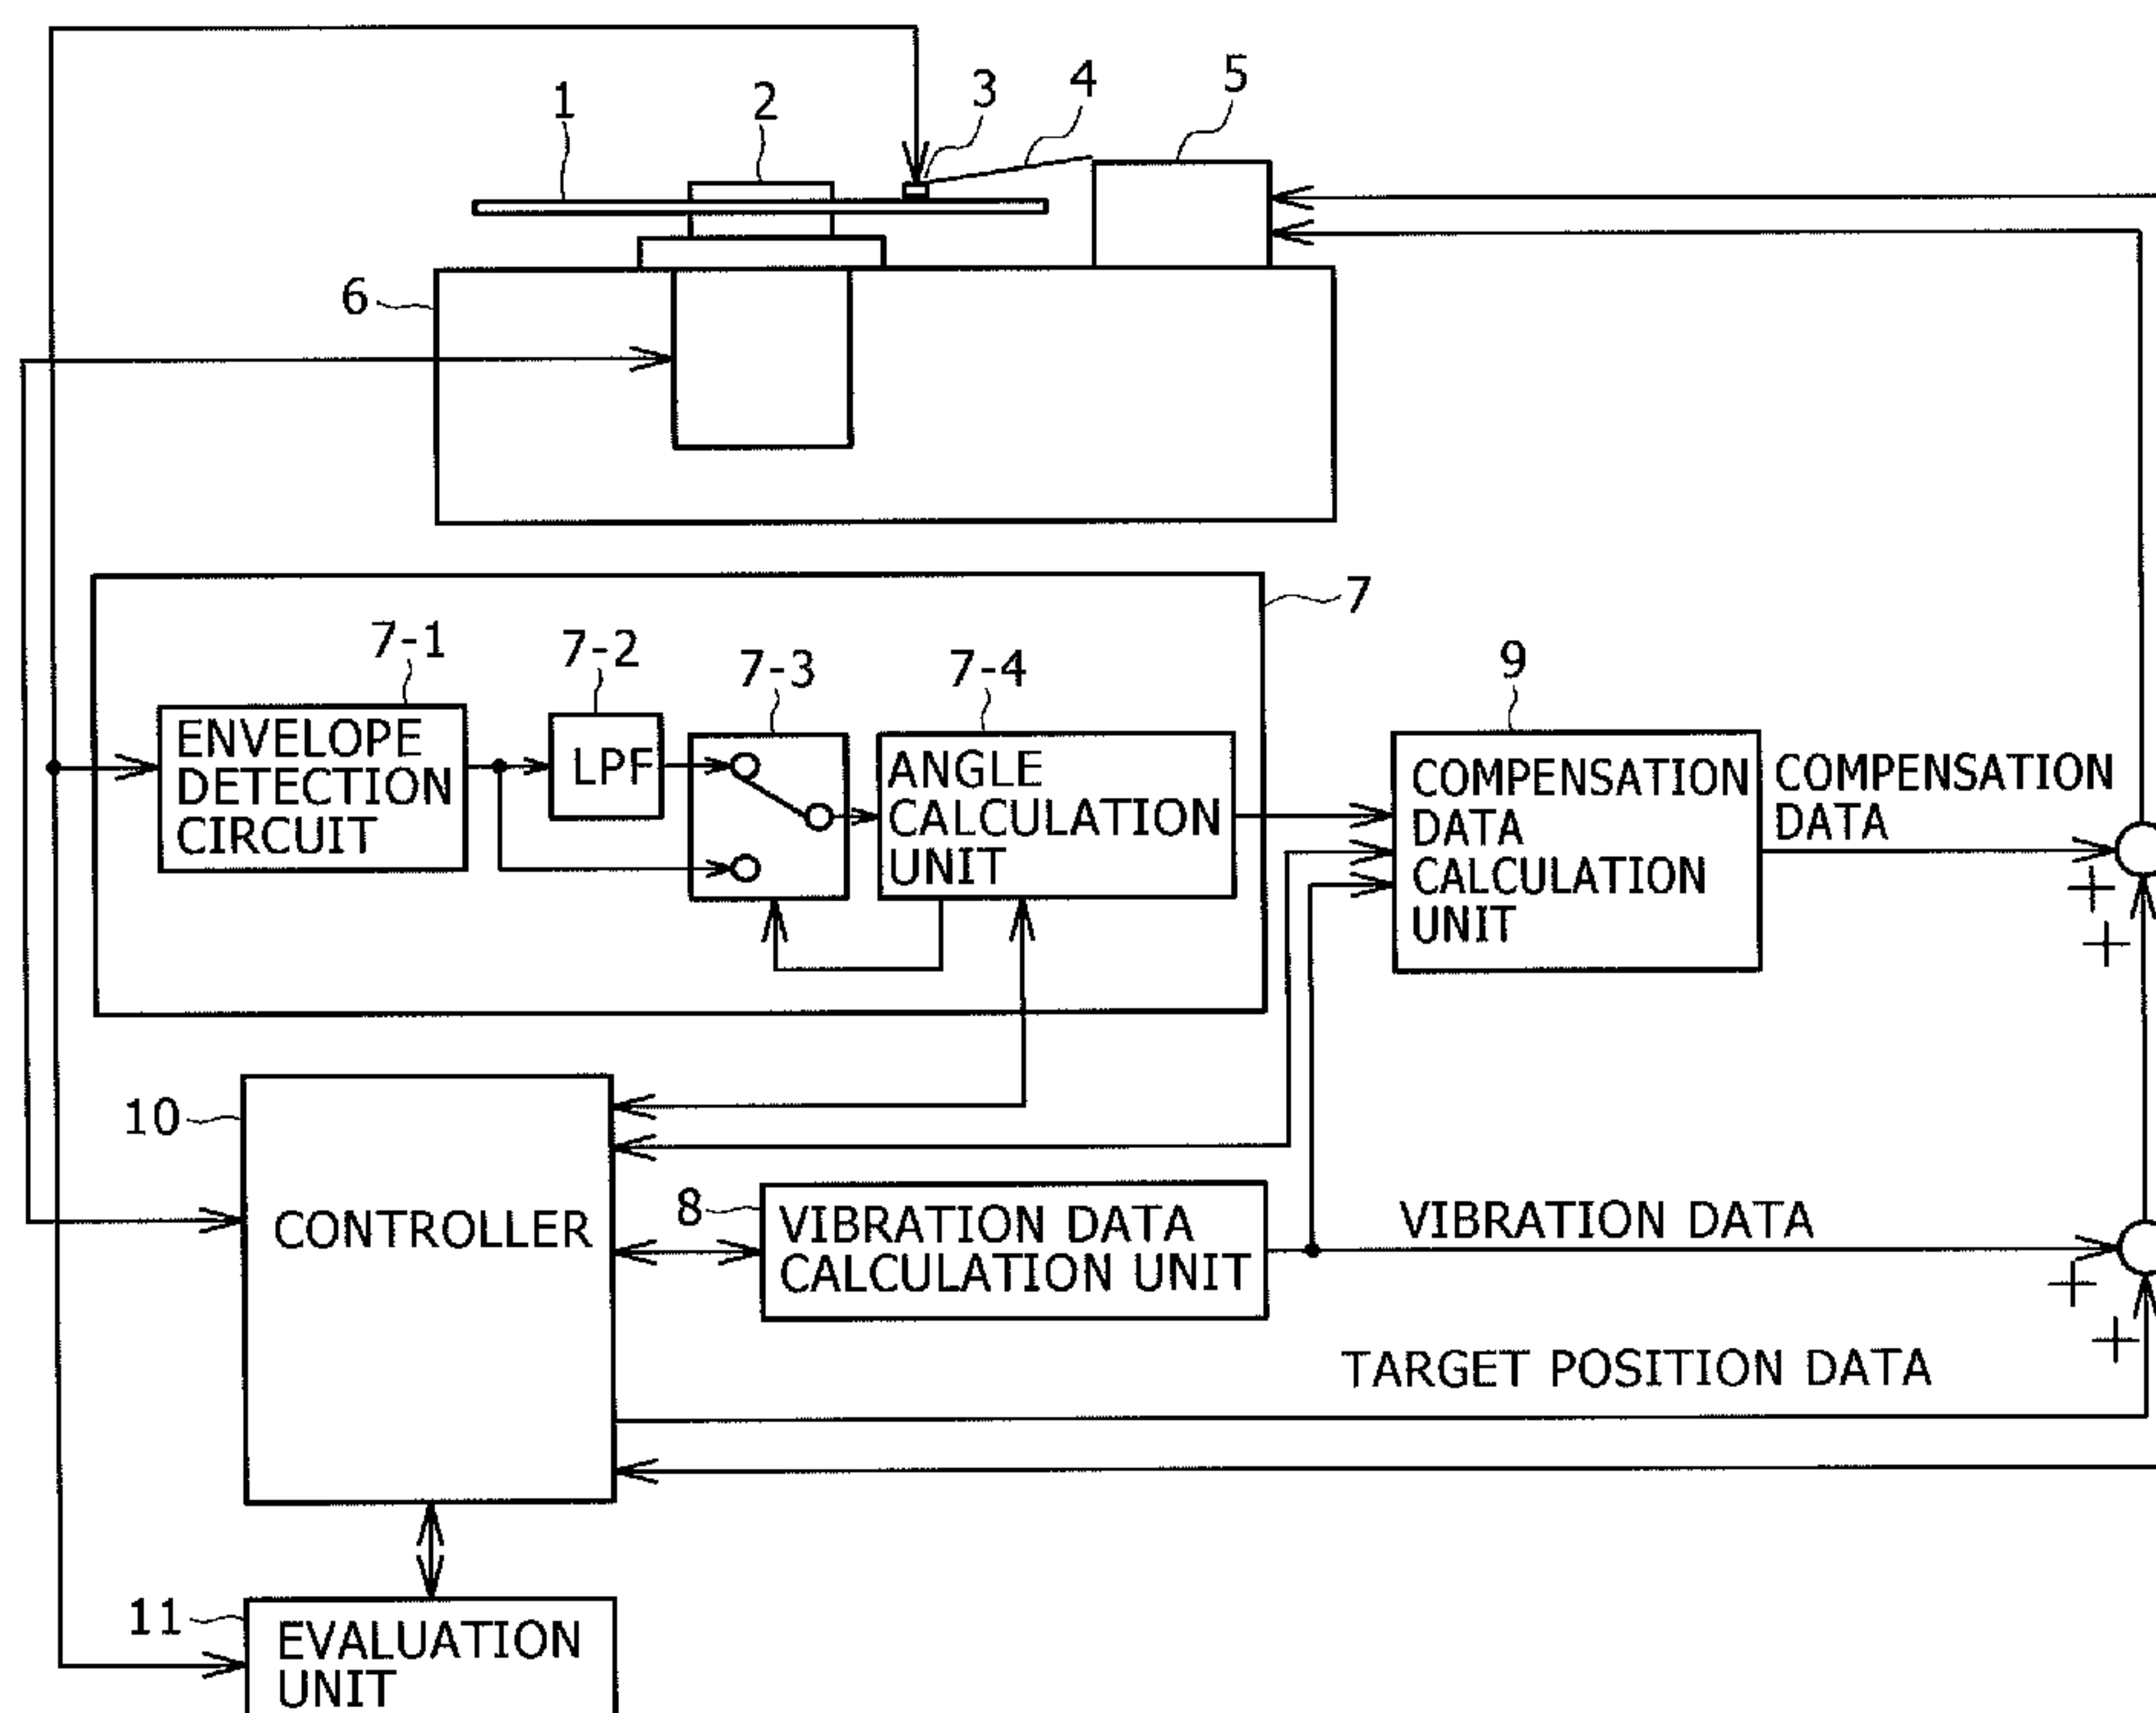 1
2
3
4
5
6
7
7-1
7-2
7-3
7-4
9
ENVELOPE
DETECTION
CIRCUIT
LPF
ANGLE
CALCULATION
UNIT
COMPENSATION
DATA
CALCULATION
UNIT
COMPENSATION
DATA
+
+
10
CONTROLLER
8
VIBRATION DATA
CALCULATION UNIT
VIBRATION DATA
+
+
TARGET POSITION DATA
11
EVALUATION
UNIT